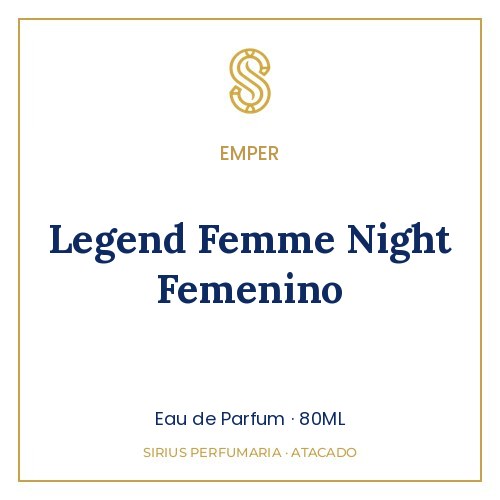 EMPER
Legend Femme Night
Femenino
Eau de Parfum · 80ML
SIRIUS PERFUMARIA · ATACADO